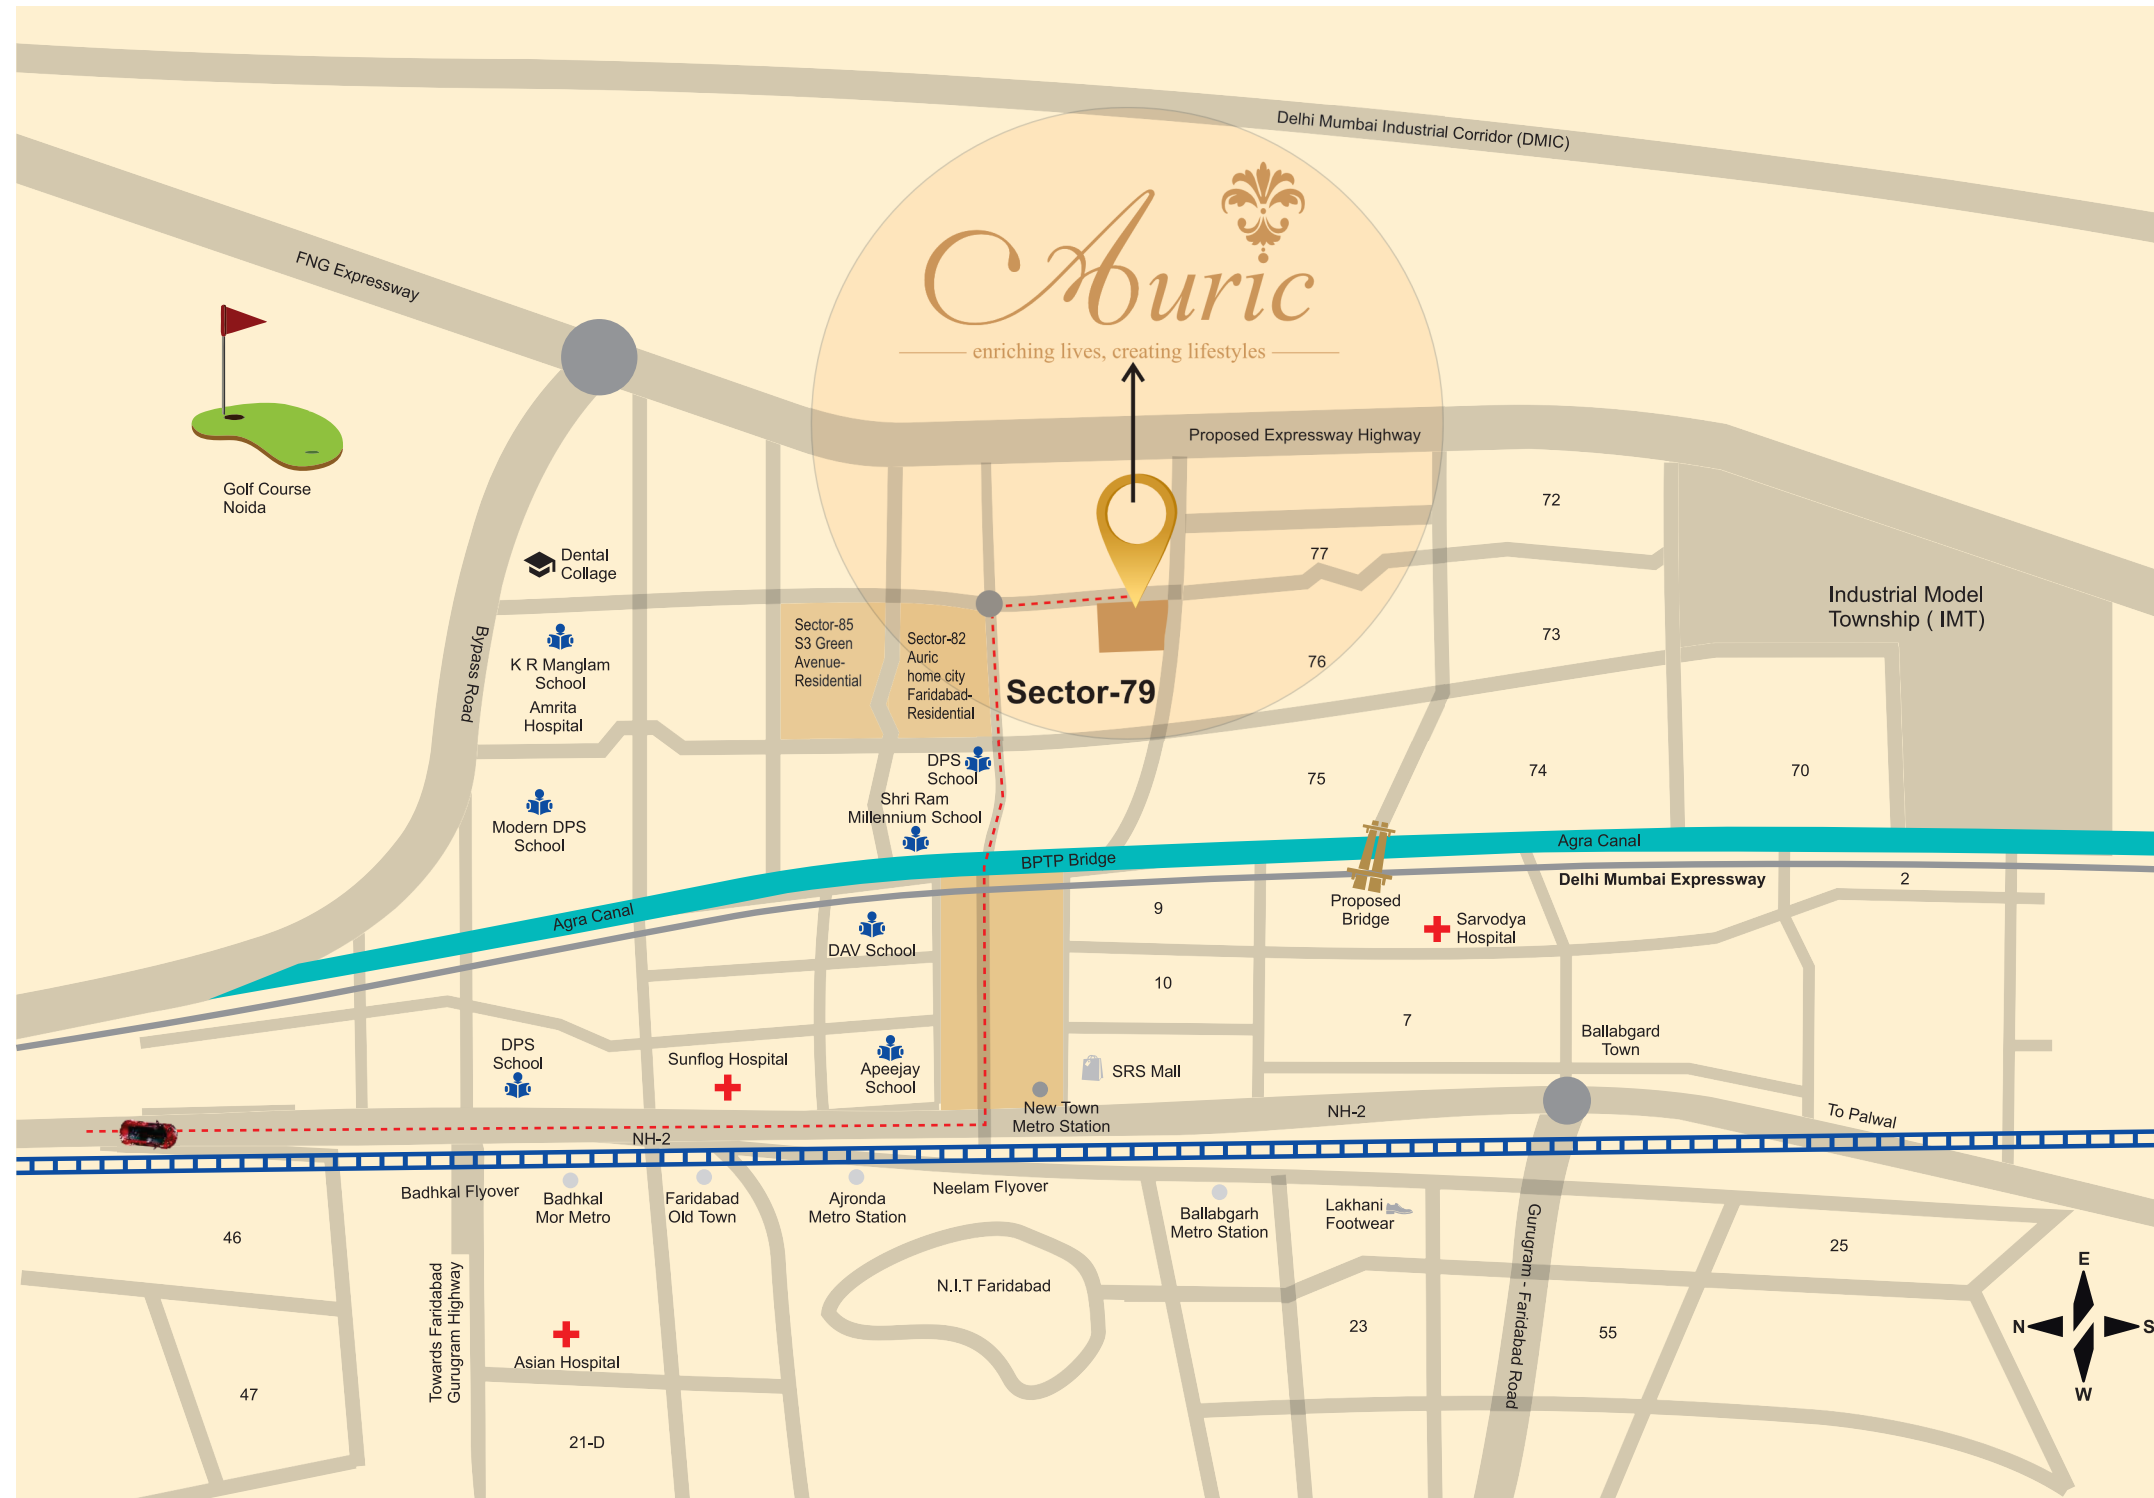 Delhi Mumbai Industrial Corridor (DMIC)
Auric
enriching lives, creating lifestyles
FNG Expressway
Proposed Expressway Highway
Golf Course
Noida
72
77
Dental
Collage
Industrial Model
Township ( IMT)
Bypass Road
Sector-85
S3 Green
Avenue-
Residential
Sector-82
Auric
home city
Faridabad-
Residential
73
K R Manglam
School
Amrita
Hospital
76
Sector-79
DPS
School
75
74
70
Shri Ram
Millennium School
Modern DPS
School
BPTP Bridge
Agra Canal
Agra Canal
Delhi Mumbai Expressway
2
Proposed
Bridge
9
Sarvodya
Hospital
DAV School
10
7
Ballabgard
Town
DPS
School
Sunflog Hospital
Apeejay
School
SRS Mall
New Town
Metro Station
NH-2
NH-2
To Palwal
Badhkal Flyover
Badhkal
Mor Metro
Faridabad
Old Town
Ajronda
Metro Station
Neelam Flyover
Ballabgarh
Metro Station
Lakhani
Footwear
Gurugram - Faridabad Road
46
25
Towards Faridabad
Gurugram Highway
N.I.T Faridabad
23
55
Asian Hospital
47
21-D
E
N
S
W